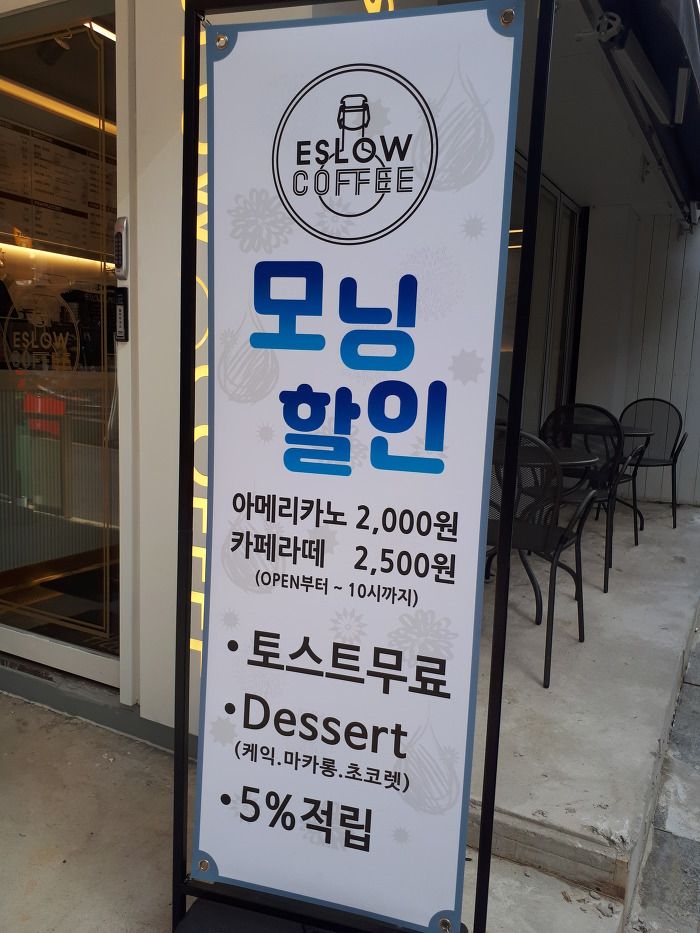 ESLOW
COFFEE
모닝
할인
아메리카노 2,000원
카페라떼 2,500원
(OPEN부터 ~ 10시까지)
• 토스트무료
• Dessert
(케익.마카롱.초코렛)
• 5%적립
ESLOW
COFFEE